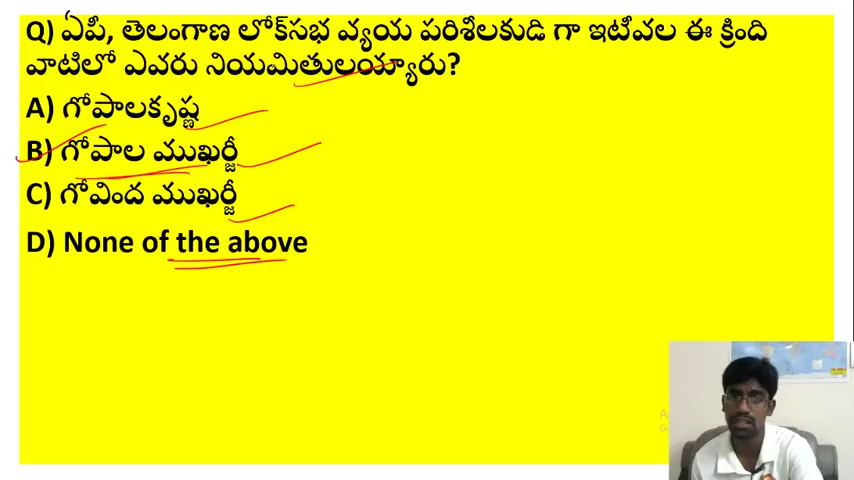 Q) ఏపీ, తెలంగాణ లోక్‌సభ వ్యయ పరిశీలకుడి గా ఇటీవల ఈ క్రింది
వాటిలో ఎవరు నియమితులయ్యారు?
A) గోపాలకృష్ణ
B) గోపాల ముఖర్జీ
C) గోవింద ముఖర్జీ
D) None of the above